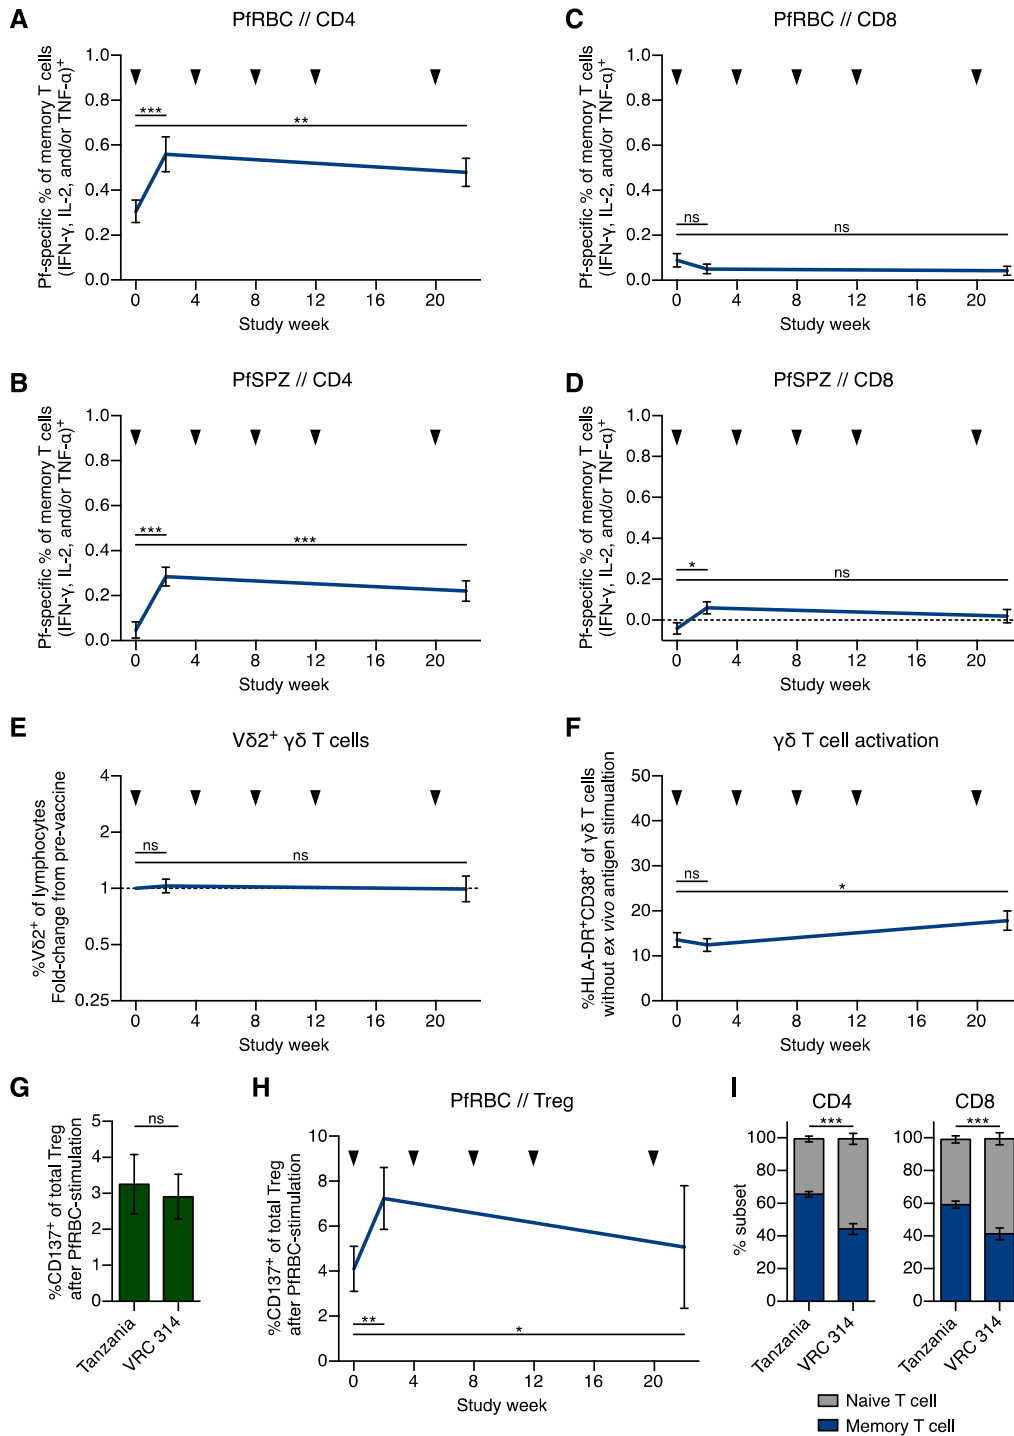 A
PfRBC // CD4
Pf-specific % of memory T cells
(IFN-γ, IL-2, and/or TNF-α)⁺
1.0
0.8
0.6
0.4
0.2
0.0
***
**
0 4 8 12 16 20
Study week
C
PfRBC // CD8
Pf-specific % of memory T cells
(IFN-γ, IL-2, and/or TNF-α)⁺
1.0
0.8
0.6
0.4
0.2
0.0
ns
ns
0 4 8 12 16 20
Study week
B
PfSPZ // CD4
Pf-specific % of memory T cells
(IFN-γ, IL-2, and/or TNF-α)⁺
1.0
0.8
0.6
0.4
0.2
0.0
***
***
0 4 8 12 16 20
Study week
D
PfSPZ // CD8
Pf-specific % of memory T cells
(IFN-γ, IL-2, and/or TNF-α)⁺
1.0
0.8
0.6
0.4
0.2
0.0
*
ns
0 4 8 12 16 20
Study week
E
Vδ2⁺ γδ T cells
%Vδ2⁺ of lymphocytes
Fold-change from pre-vaccine
4
2
1
0.5
0.25
ns
ns
0 4 8 12 16 20
Study week
F
γδ T cell activation
%HLA-DR⁺CD38⁺ of γδ T cells
without ex vivo antigen stimualtion
50
40
30
20
10
0
ns
*
0 4 8 12 16 20
Study week
G
%CD137⁺ of total Treg
after PfRBC-stimulation
5
4
3
2
1
0
ns
Tanzania
VRC 314
H
PfRBC // Treg
%CD137⁺ of total Treg
after PfRBC-stimulation
10
8
6
4
2
0
**
*
0 4 8 12 16 20
Study week
I
CD4
% subset
100
80
60
40
20
0
***
Tanzania
VRC 314
CD8
100
80
60
40
20
0
***
Tanzania
VRC 314
Naive T cell
Memory T cell